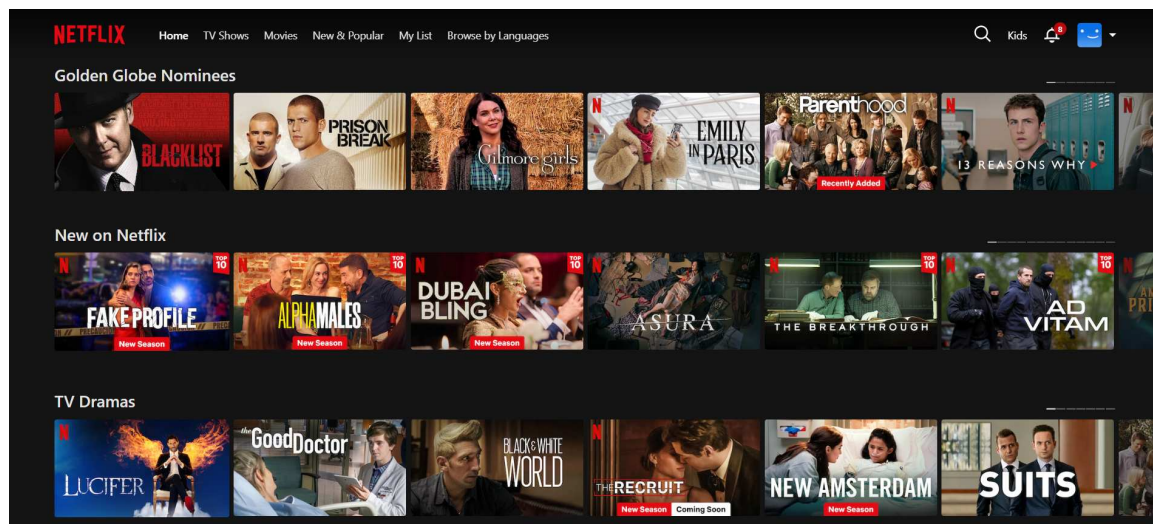 NETFLIX Home TV Shows Movies New & Popular My List Browse by Languages Kids 8
Golden Globe Nominees
BLACKLIST
PRISON
BREAK
Gilmore girls
N
EMILY
IN PARIS
Parenthood
Recently Added
N
13 REASONS WHY
N
New on Netflix
N
TOP
10
FAKE PROFILE
New Season
N
TOP
10
ALPHAMALES
New Season
N
TOP
10
DUBAI
BLING
New Season
N
ASURA
N
TOP
10
THE BREAKTHROUGH
N
TOP
10
AD
VITAM
N
TV Dramas
N
LUCIFER
the GoodDoctor
BLACK & WHITE
WORLD
N
THE RECRUIT
New Season Coming Soon
N
NEW AMSTERDAM
New Season
SUITS
N